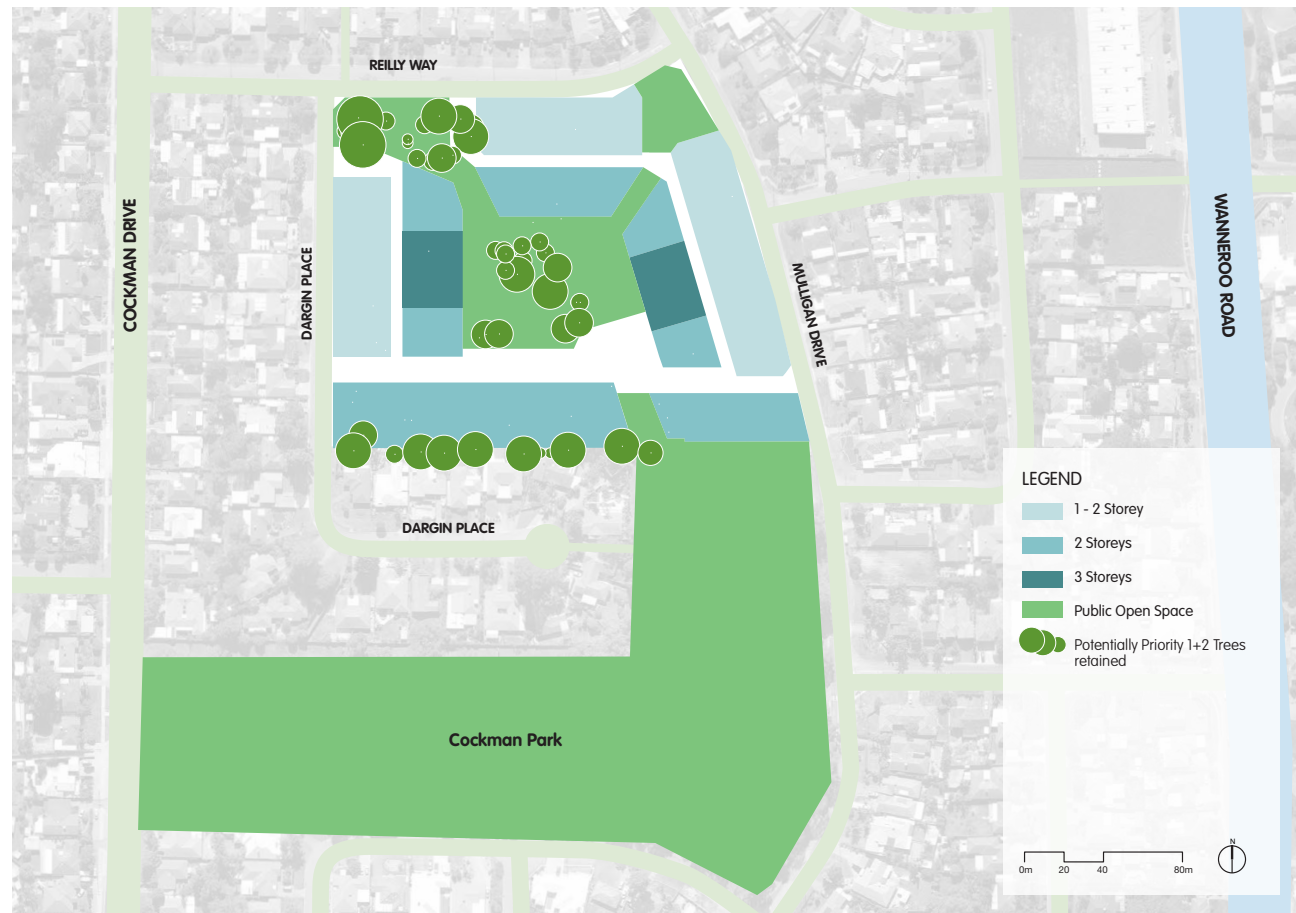 REILLY WAY
COCKMAN DRIVE
DARGIN PLACE
MULLIGAN DRIVE
WANNEROO ROAD
DARGIN PLACE
Cockman Park
LEGEND
1 - 2 Storey
2 Storeys
3 Storeys
Public Open Space
Potentially Priority 1+2 Trees
retained
N
0m 20 40 80m